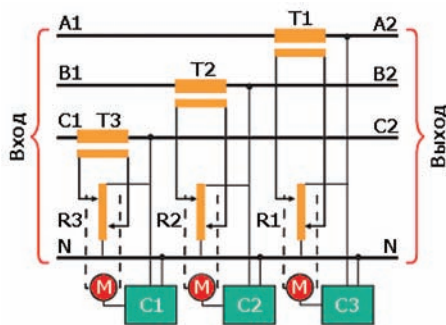 T1
A1 A2
T2
B1 B2
C1 T3 C2
Вход
Выход
R3 R2 R1
N N
M M M
C1 C2 C3